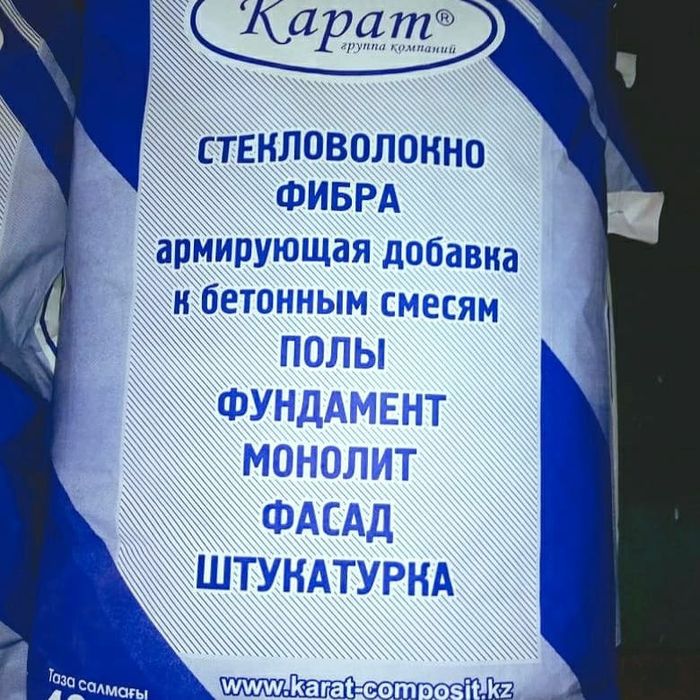 Карат®
группа компаний
СТЕКЛОВОЛОКНО
ФИБРА
армирующая добавка
к бетонным смесям
ПОЛЫ
ФУНДАМЕНТ
МОНОЛИТ
ФАСАД
ШТУКАТУРКА
Таза салмағы
www.karat-composit.kz